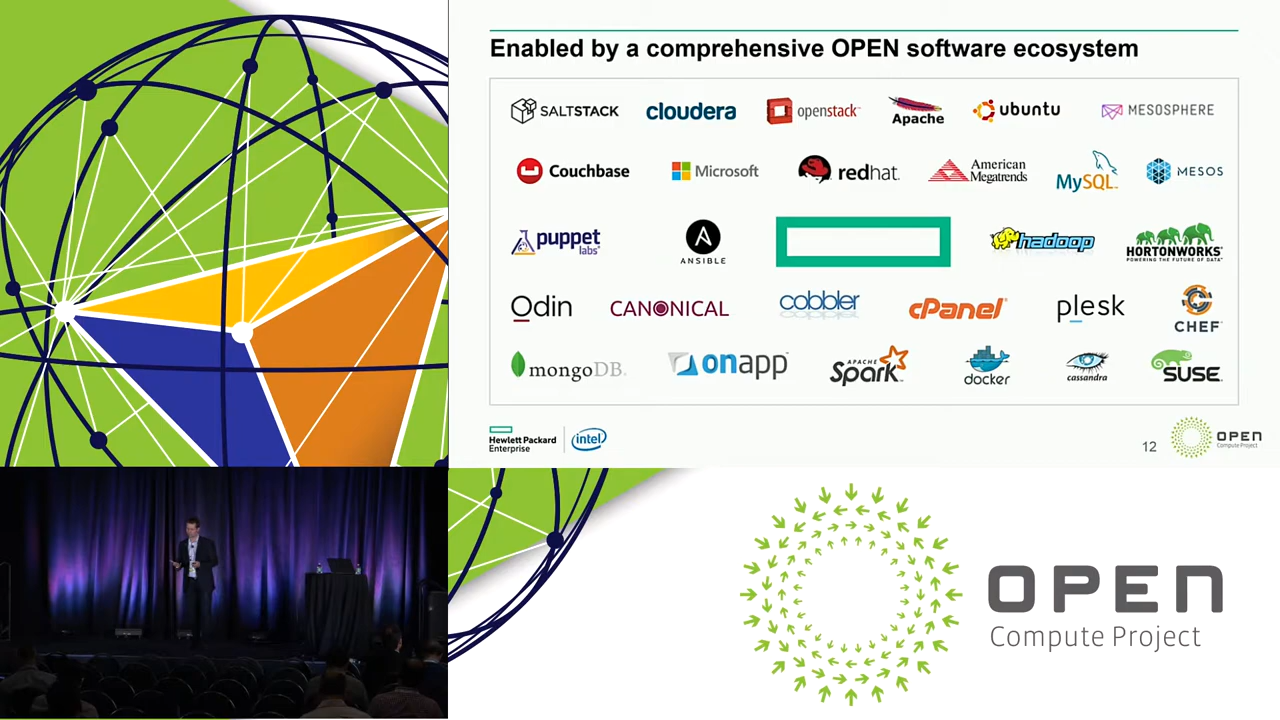 Enabled by a comprehensive OPEN software ecosystem
SALTSTACK cloudera openstack Apache ubuntu MESOSPHERE
Couchbase Microsoft redhat American Megatrends MySQL MESOS
puppet labs ANSIBLE hadoop HORTONWORKS
POWERING THE FUTURE OF DATA
Odin CANONICAL cobbler cPanel plesk CHEF
mongoDB onapp APACHE Spark docker cassandra SUSE
Hewlett Packard
Enterprise
intel
12
OPEN
Compute Project
OPEN
Compute Project